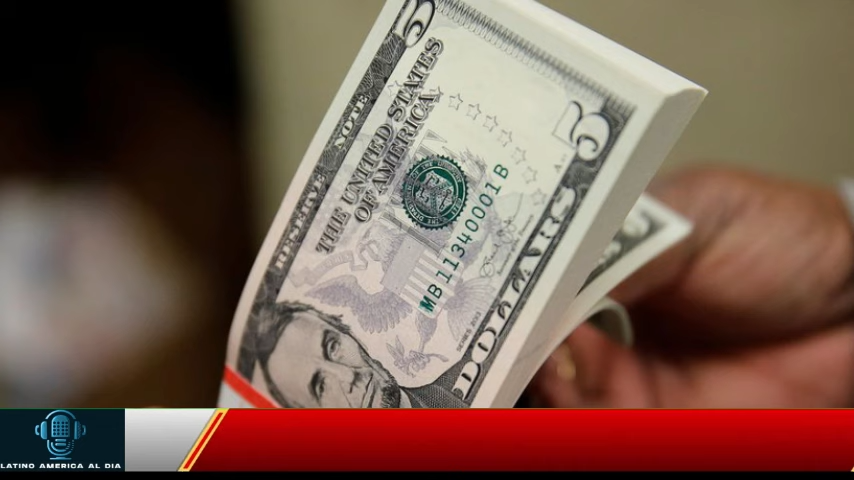 5
RESERVE NOTE
THE UNITED STATES
OF AMERICA
5
MB11340001B
DOLLARS
LATINO AMERICA AL DIA